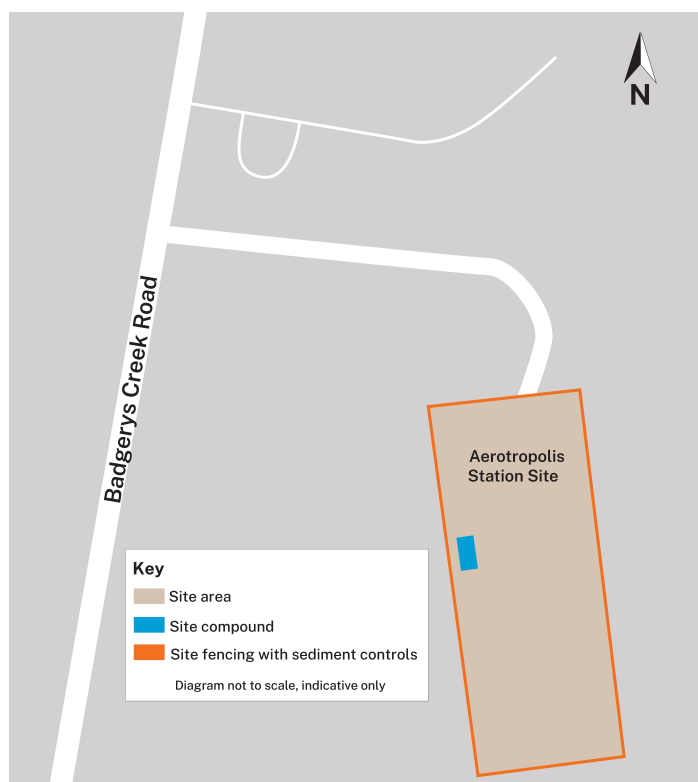 N
Badgerys Creek Road
Aerotropolis
Station Site
Key
Site area
Site compound
Site fencing with sediment controls
Diagram not to scale, indicative only